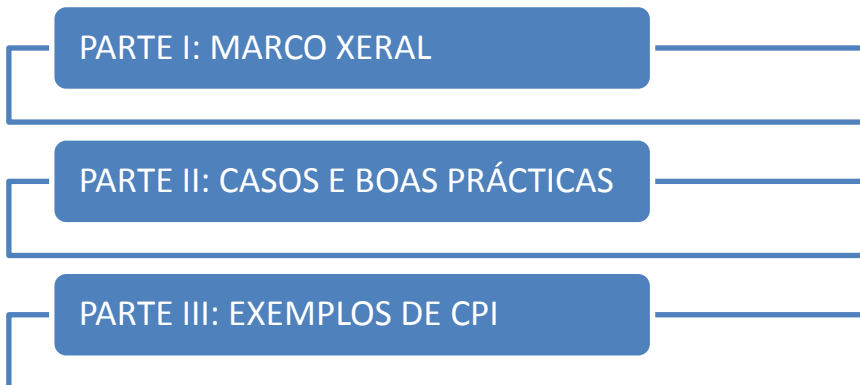 PARTE I: MARCO XERAL
PARTE II: CASOS E BOAS PRÁCTICAS
PARTE III: EXEMPLOS DE CPI